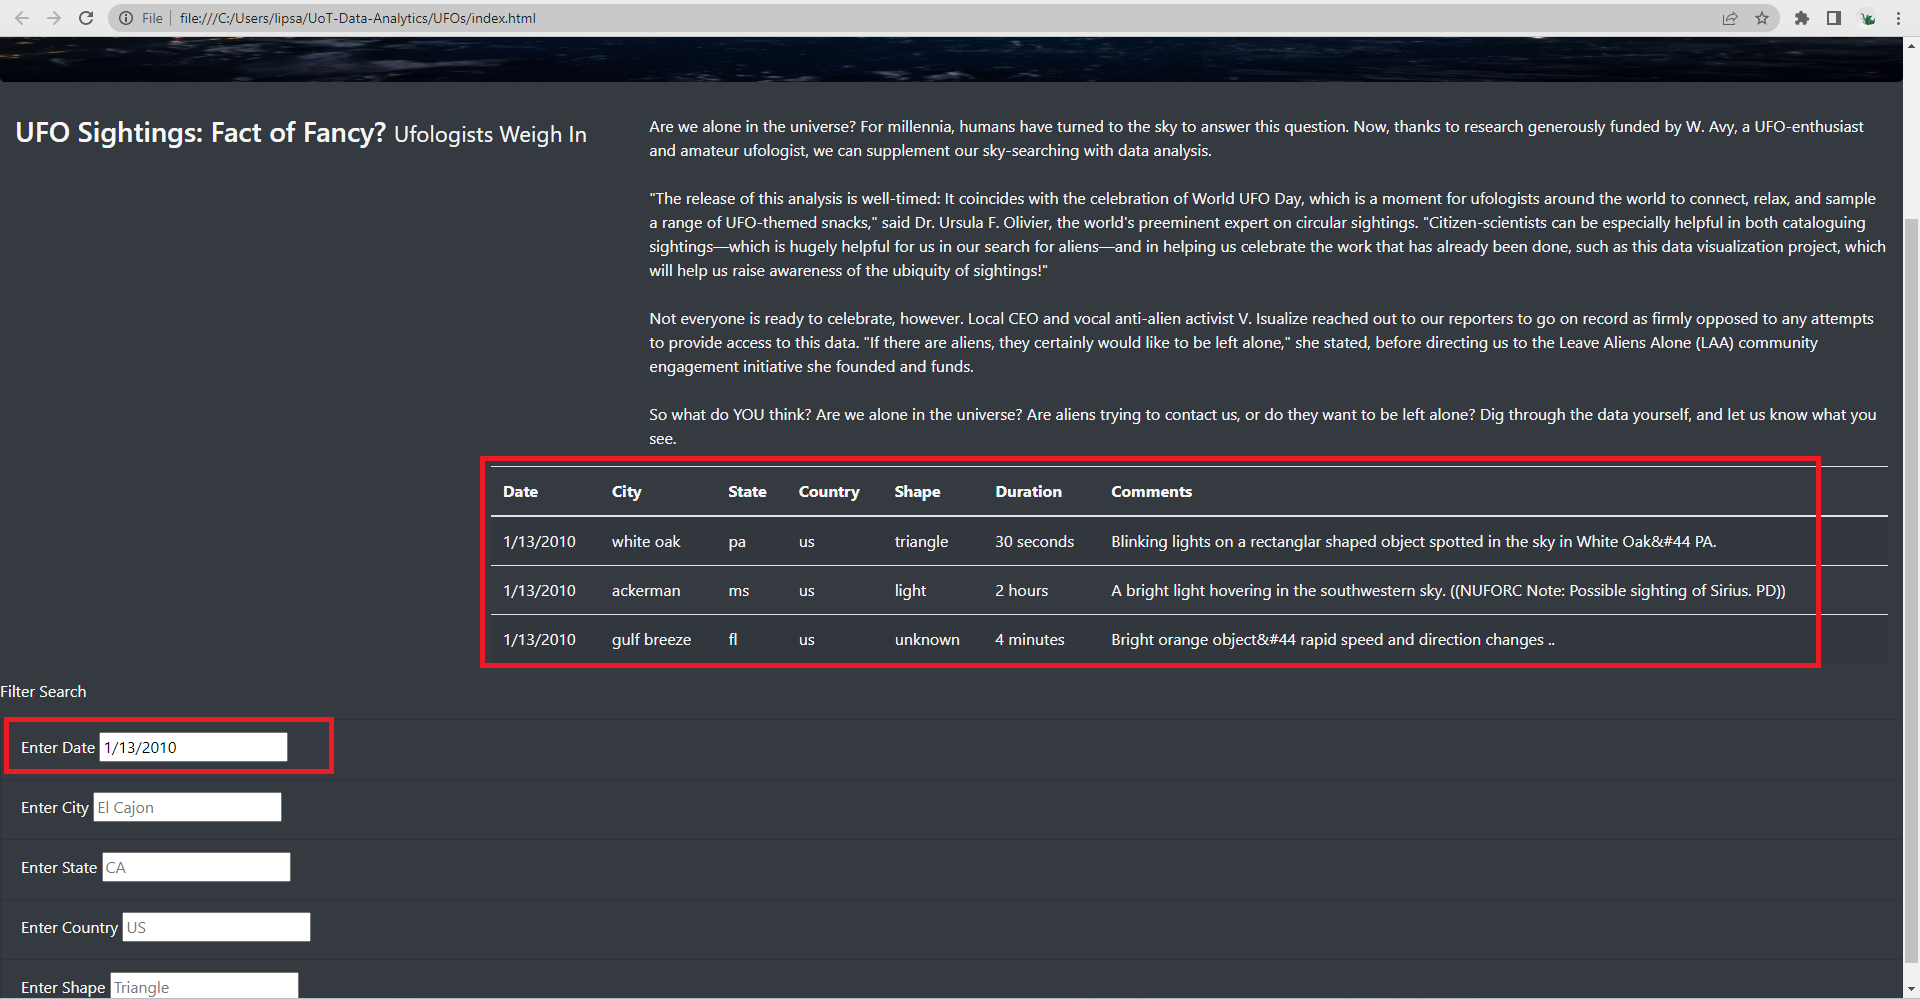 File file:///C:/Users/lipsa/UoT-Data-Analytics/UFOs/index.html
UFO Sightings: Fact of Fancy? Ufologists Weigh In
Are we alone in the universe? For millennia, humans have turned to the sky to answer this question. Now, thanks to research generously funded by W. Avy, a UFO-enthusiast
and amateur ufologist, we can supplement our sky-searching with data analysis.
"The release of this analysis is well-timed: It coincides with the celebration of World UFO Day, which is a moment for ufologists around the world to connect, relax, and sample
a range of UFO-themed snacks," said Dr. Ursula F. Olivier, the world's preeminent expert on circular sightings. "Citizen-scientists can be especially helpful in both cataloguing
sightings—which is hugely helpful for us in our search for aliens—and in helping us celebrate the work that has already been done, such as this data visualization project, which
will help us raise awareness of the ubiquity of sightings!"
Not everyone is ready to celebrate, however. Local CEO and vocal anti-alien activist V. Isualize reached out to our reporters to go on record as firmly opposed to any attempts
to provide access to this data. "If there are aliens, they certainly would like to be left alone," she stated, before directing us to the Leave Aliens Alone (LAA) community
engagement initiative she founded and funds.
So what do YOU think? Are we alone in the universe? Are aliens trying to contact us, or do they want to be left alone? Dig through the data yourself, and let us know what you
see.
Date City State Country Shape Duration Comments
1/13/2010 white oak pa us triangle 30 seconds Blinking lights on a rectanglar shaped object spotted in the sky in White Oak&#44 PA.
1/13/2010 ackerman ms us light 2 hours A bright light hovering in the southwestern sky. ((NUFORC Note: Possible sighting of Sirius. PD))
1/13/2010 gulf breeze fl us unknown 4 minutes Bright orange object&#44 rapid speed and direction changes ..
Filter Search
Enter Date 1/13/2010
Enter City El Cajon
Enter State CA
Enter Country US
Enter Shape Triangle